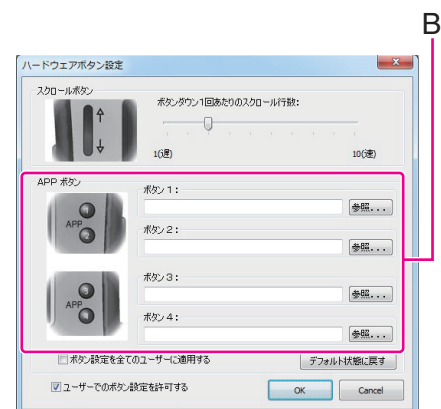 B
ハードウェアボタン設定
スクロールボタン
ボタンダウン1回あたりのスクロール行数:
1(遅)
10(速)
APP ボタン
ボタン 1:
APP
1
2
参照...
ボタン 2:
参照...
ボタン 3:
APP
3
4
参照...
ボタン 4:
参照...
ボタン設定を全てのユーザーに適用する
デフォルト状態に戻す
ユーザーでのボタン設定を許可する
OK
Cancel